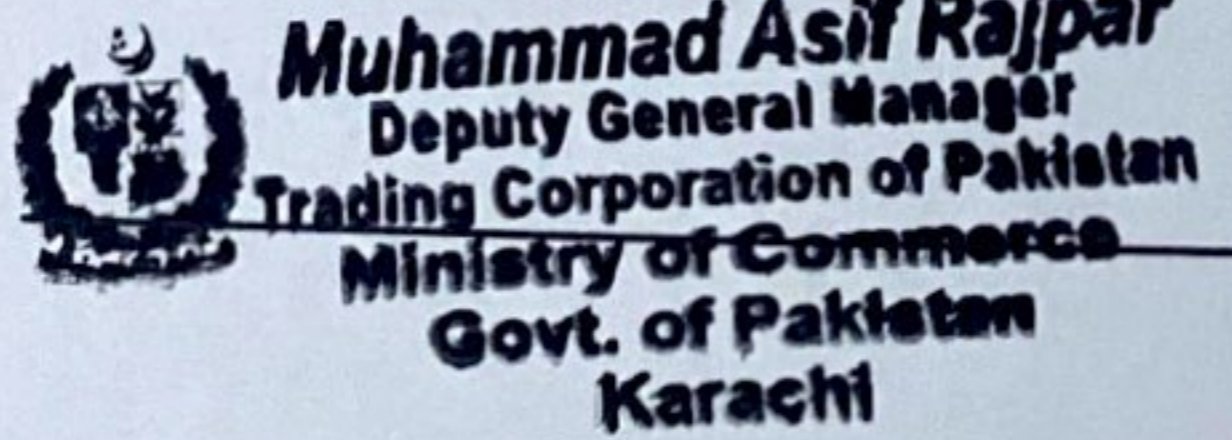 Muhammad Asif Rajpar
Deputy General Manager
Trading Corporation of Pakistan
Ministry of Commerce
Govt. of Pakistan
Karachi